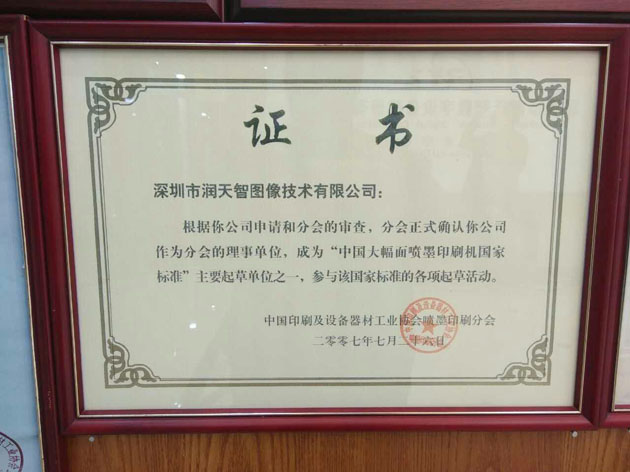 证 书
深圳市润天智图像技术有限公司：
根据你公司申请和分会的审查，分会正式确认你公司
作为分会的理事单位，成为“中国大幅面喷墨印刷机国家
标准”主要起草单位之一，参与该国家标准的各项起草活动。
中国印刷及设备器材工业协会喷墨印刷分会
二零零七年七月二十六日